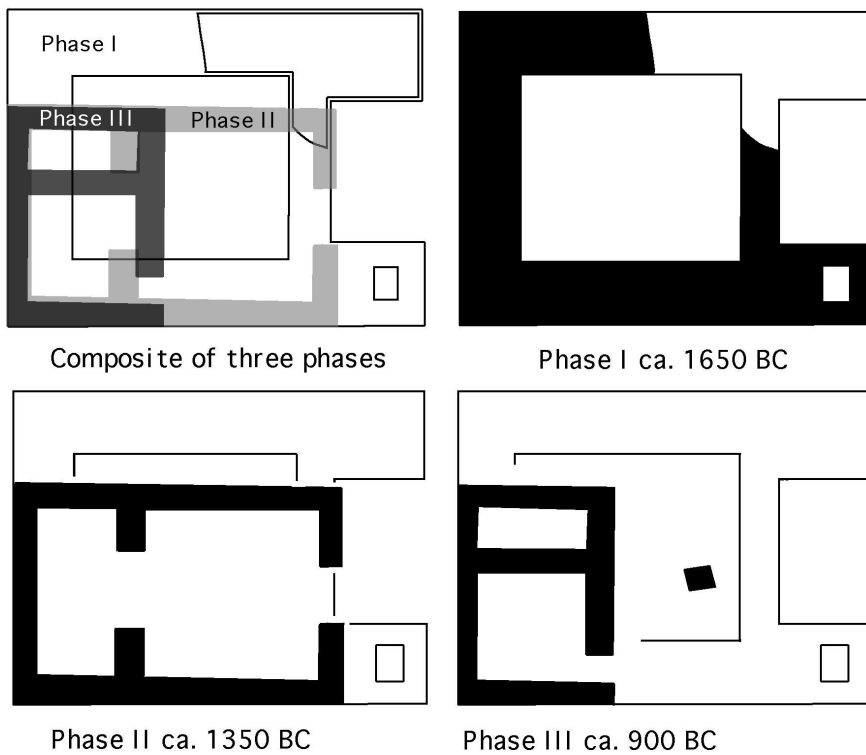 Phase I
Phase III
Phase II
Composite of three phases
Phase I ca. 1650 BC
Phase II ca. 1350 BC
Phase III ca. 900 BC